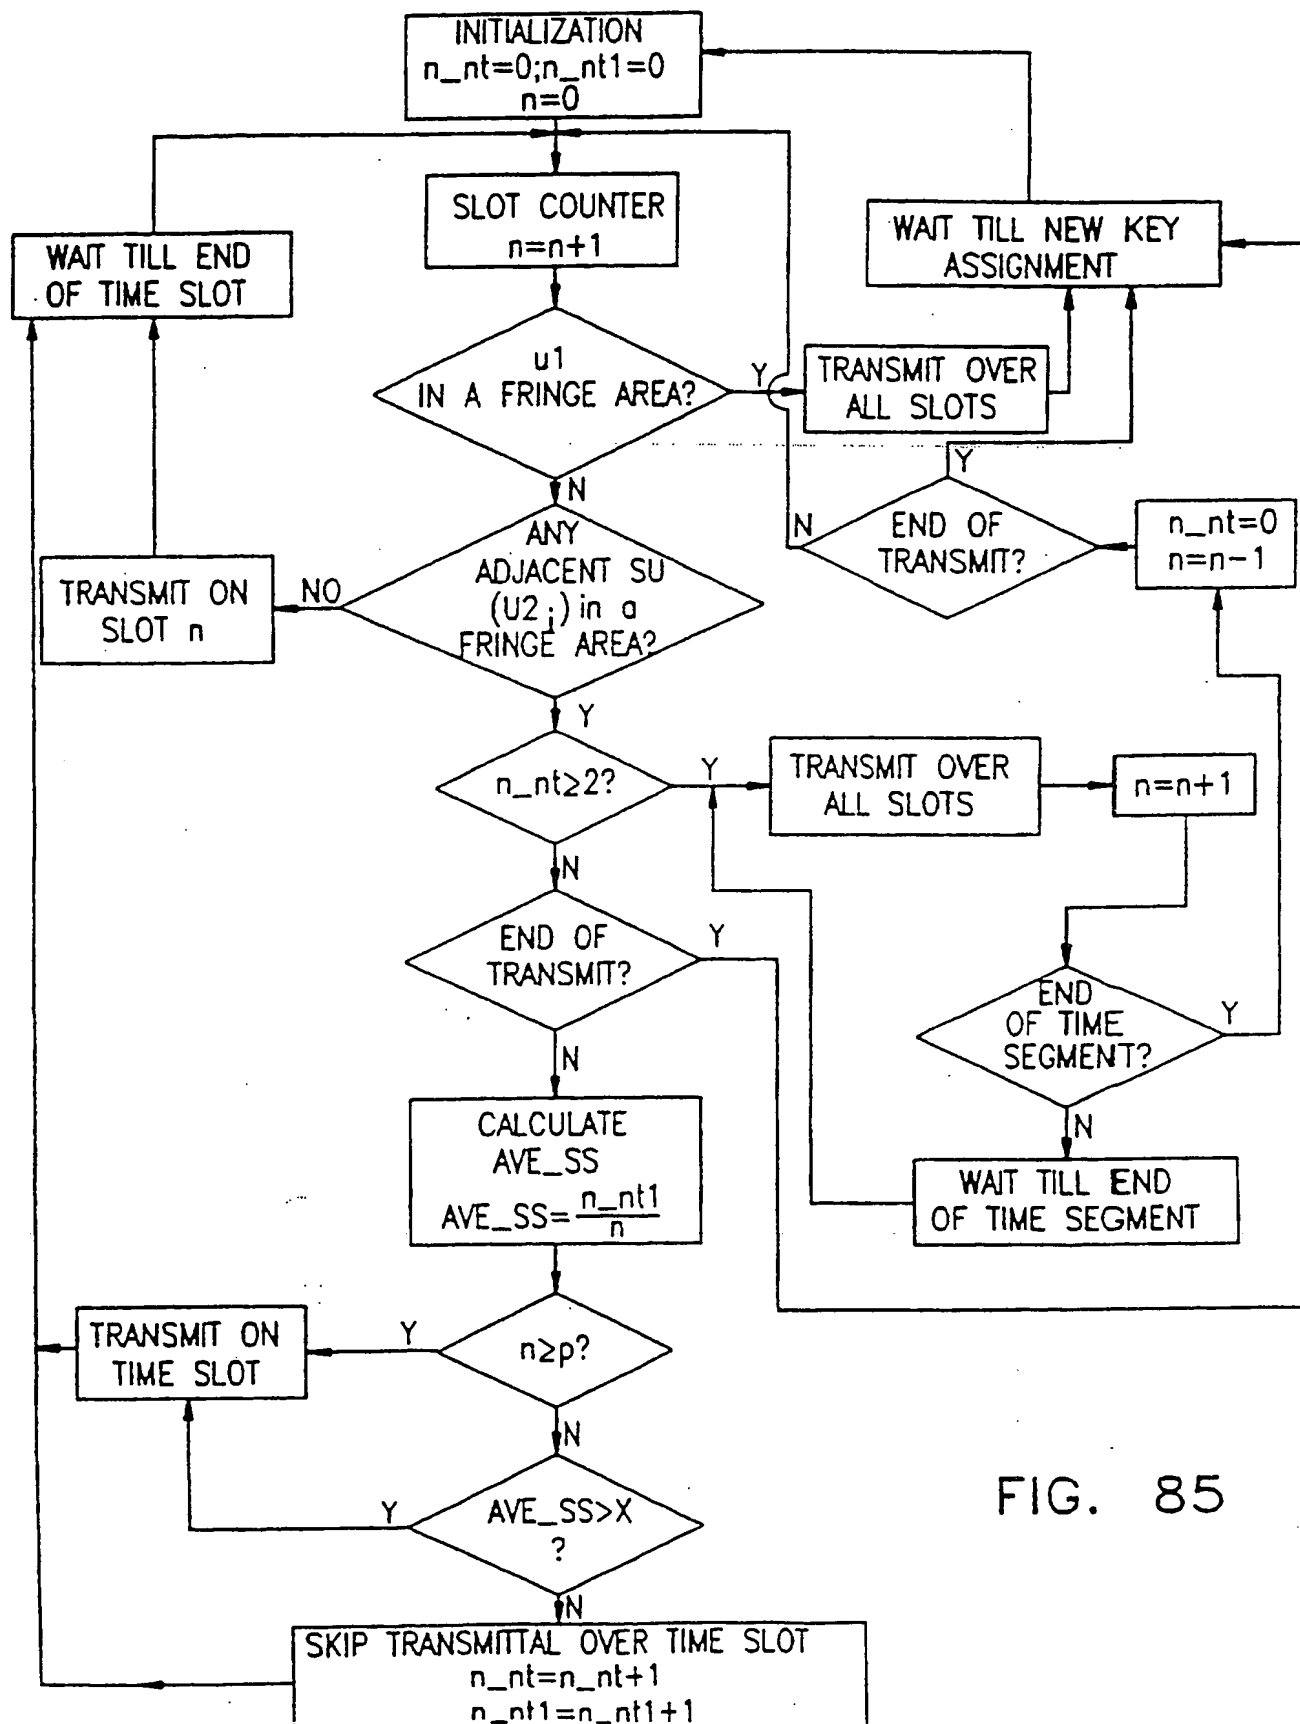 INITIALIZATION
n_nt=0;n_nt1=0
n=0
SLOT COUNTER
n=n+1
WAIT TILL END
OF TIME SLOT
WAIT TILL NEW KEY
ASSIGNMENT
u1
IN A FRINGE AREA?
Y
TRANSMIT OVER
ALL SLOTS
N
Y
END OF
TRANSMIT?
N
n_nt=0
n=n-1
ANY
ADJACENT SU
(U2 j) in a
FRINGE AREA?
NO
TRANSMIT ON
SLOT n
Y
n_nt≥2?
Y
TRANSMIT OVER
ALL SLOTS
n=n+1
N
END OF
TRANSMIT?
Y
END
OF TIME
SEGMENT?
Y
N
N
WAIT TILL END
OF TIME SEGMENT
CALCULATE
AVE_SS
AVE_SS=n_nt1
n
n≥p?
Y
TRANSMIT ON
TIME SLOT
N
AVE_SS>X
?
Y
N
SKIP TRANSMITTAL OVER TIME SLOT
n_nt=n_nt+1
n_nt1=n_nt1+1
FIG. 85